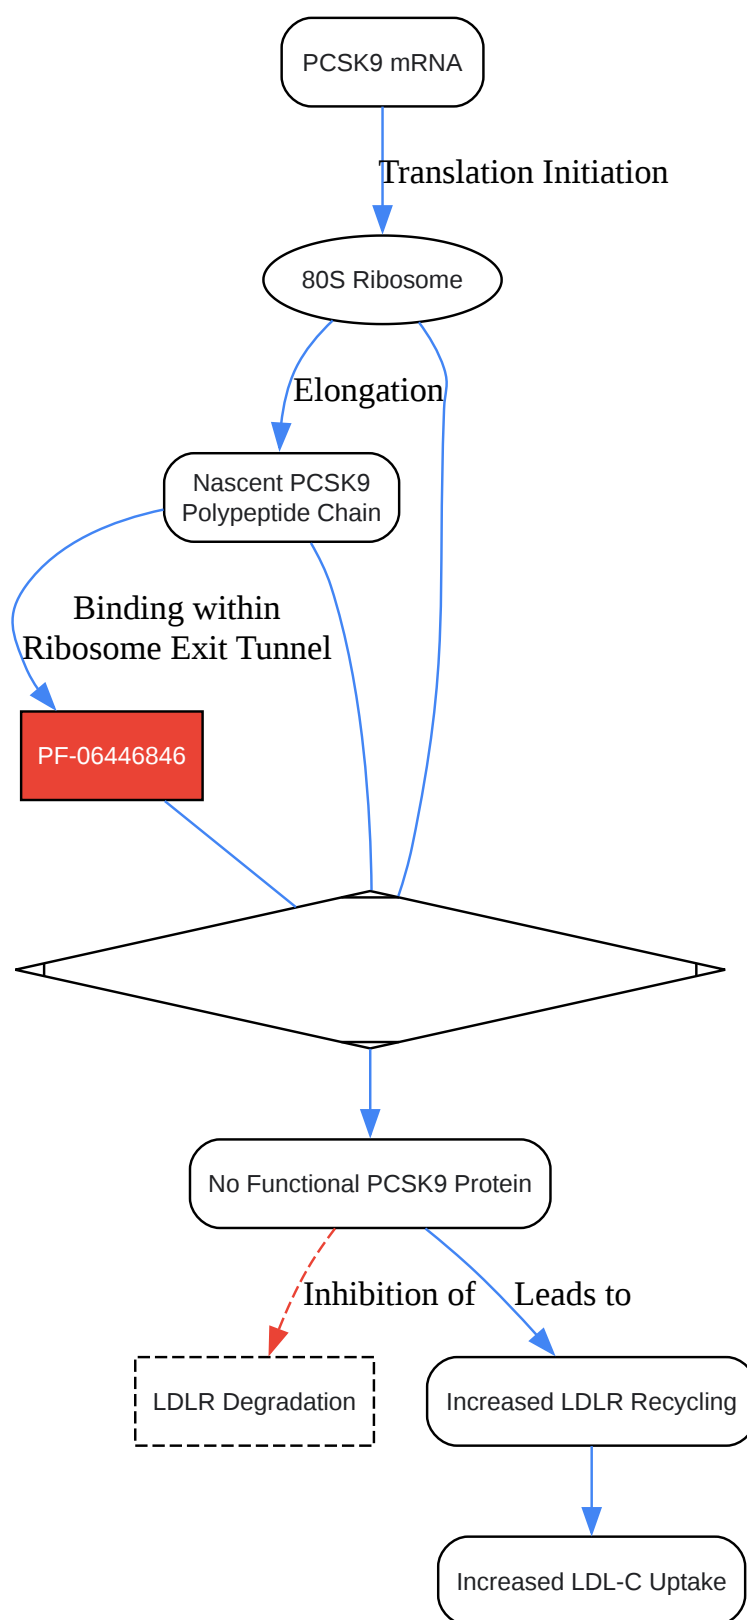 PCSK9 mRNA
Translation Initiation
80S Ribosome
Elongation
Nascent PCSK9
Polypeptide Chain
Binding within
Ribosome Exit Tunnel
PF-06446846
No Functional PCSK9 Protein
Inhibition of
Leads to
LDLR Degradation
Increased LDLR Recycling
Increased LDL-C Uptake